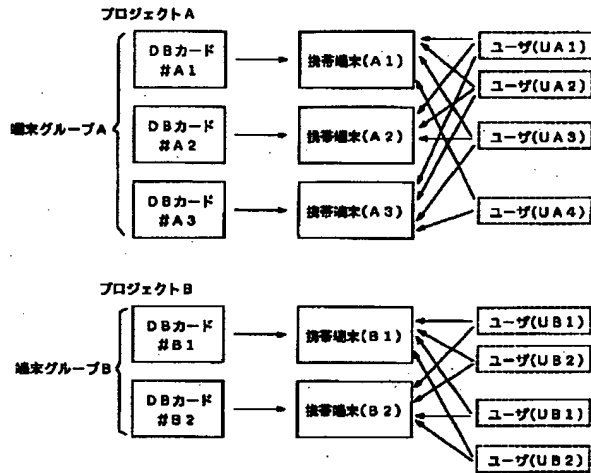 プロジェクトA
DBカード
#A1
携帯端末(A1)
ユーザ(UA1)
ユーザ(UA2)
端末グループA
DBカード
#A2
携帯端末(A2)
ユーザ(UA3)
DBカード
#A3
携帯端末(A3)
ユーザ(UA4)
プロジェクトB
DBカード
#B1
携帯端末(B1)
ユーザ(UB1)
ユーザ(UB2)
端末グループB
DBカード
#B2
携帯端末(B2)
ユーザ(UB1)
ユーザ(UB2)